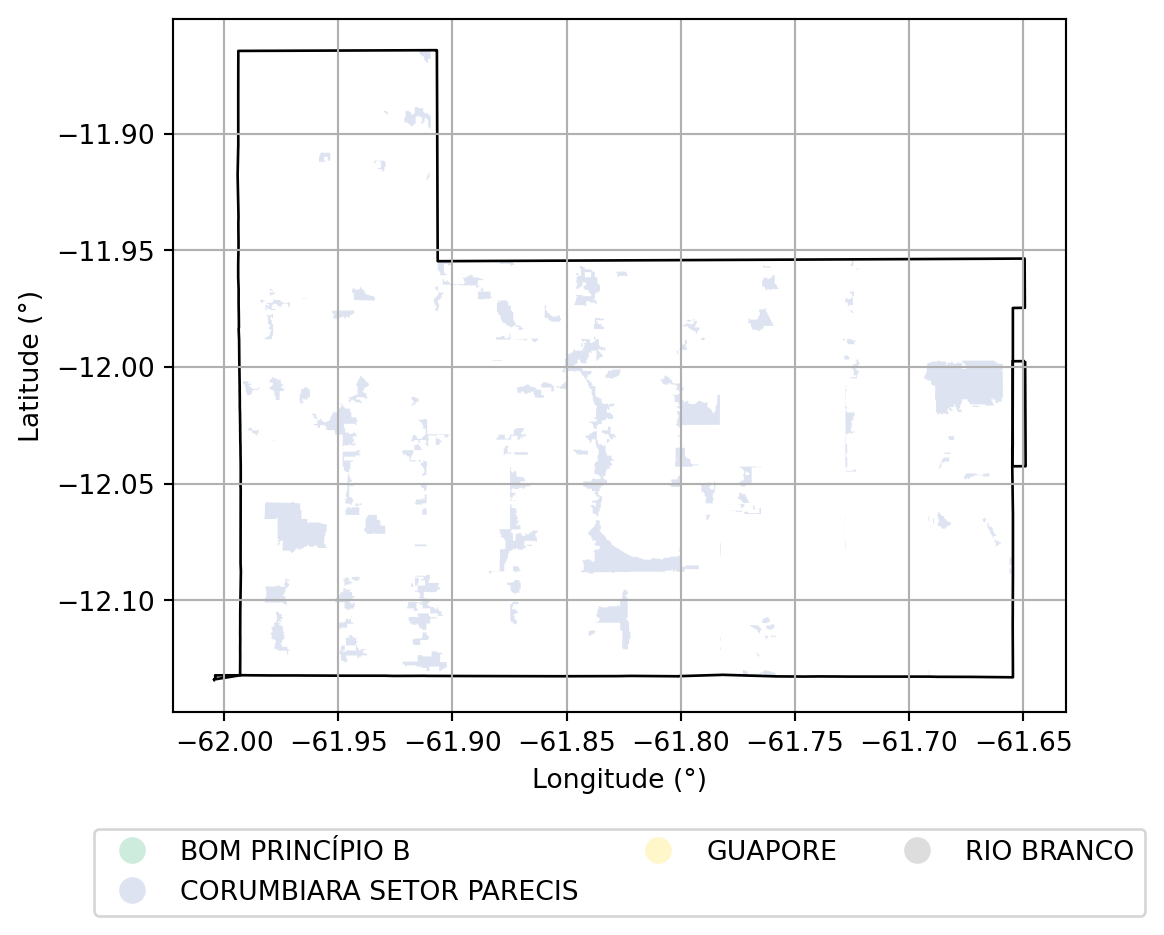 −11.90
−11.95
−12.00
−12.05
−12.10
Latitude (°)
−62.00 −61.95 −61.90 −61.85 −61.80 −61.75 −61.70 −61.65
Longitude (°)
BOM PRINCÍPIO B GUAPORE RIO BRANCO
CORUMBIARA SETOR PARECIS